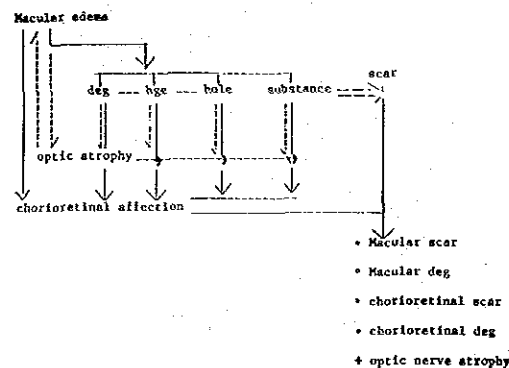 Macular edema
scar
deg hge hole substance
optic atrophy
chorioretinal affection
• Macular scar
• Macular deg
• chorioretinal scar
• chorioretinal deg
+ optic nerve atrophy